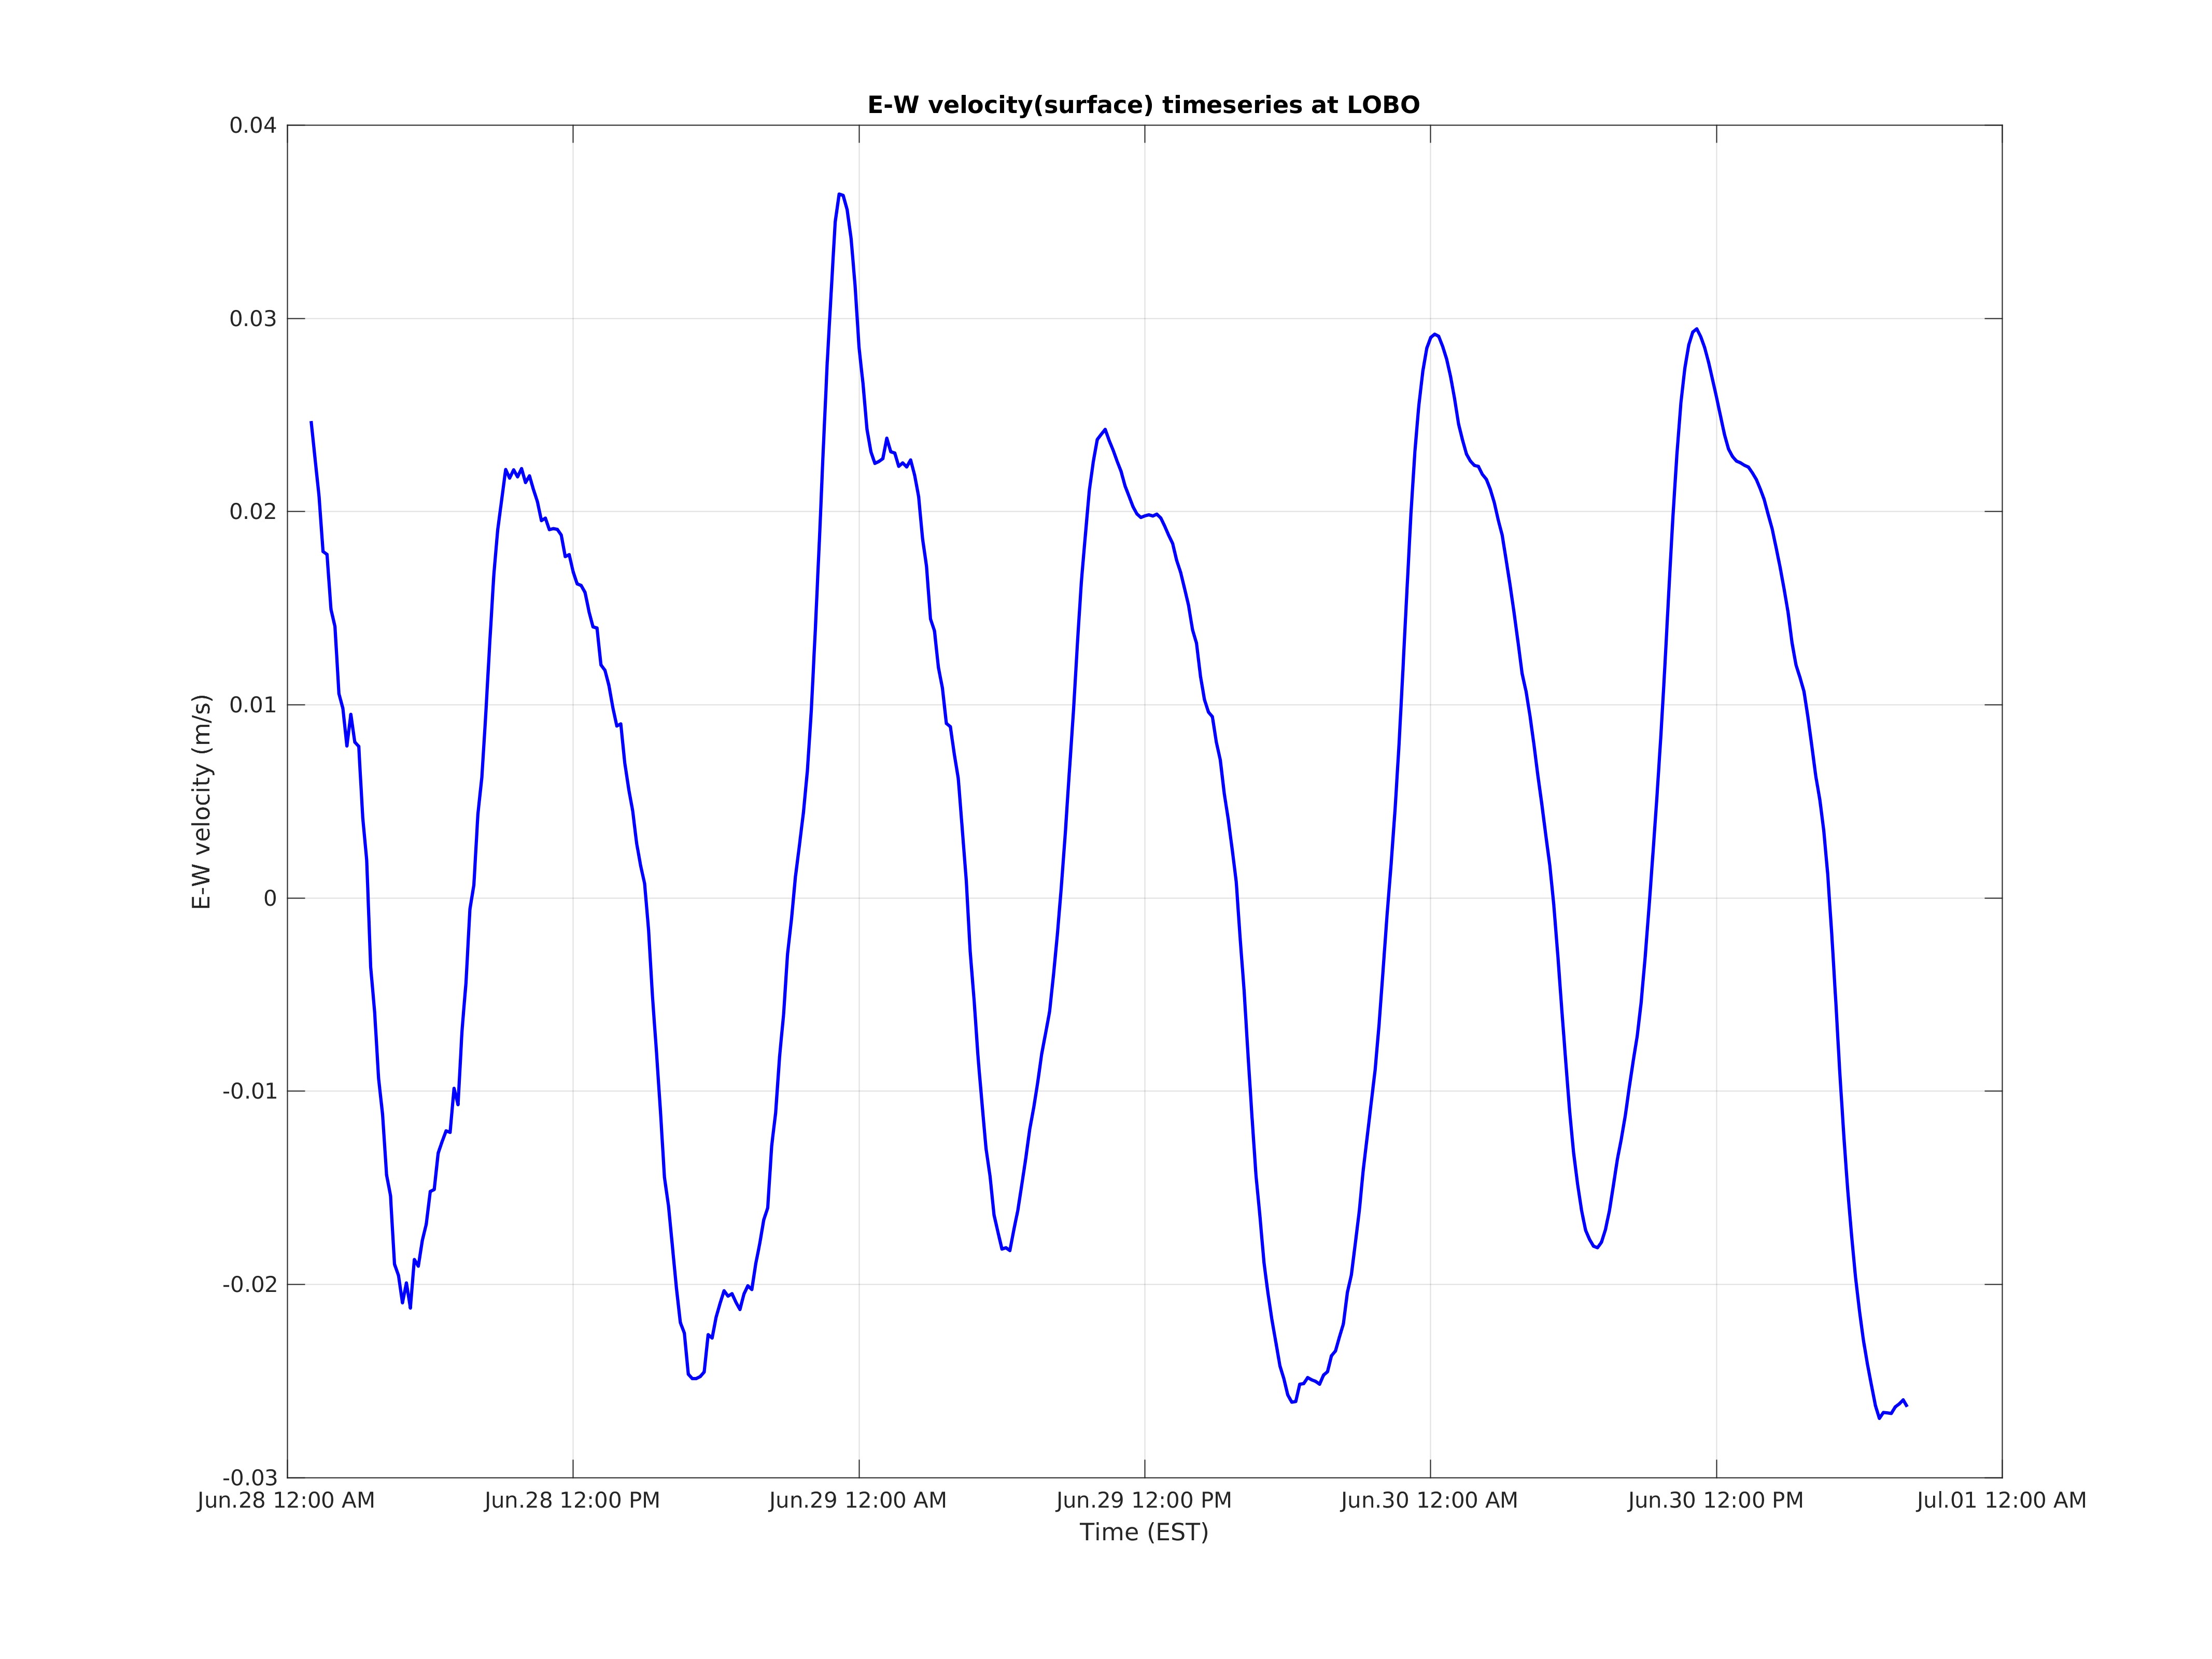 E-W velocity(surface) timeseries at LOBO
0.04
0.03
0.02
0.01
0
-0.01
-0.02
-0.03
E-W velocity (m/s)
Jun.28 12:00 AM
Jun.28 12:00 PM
Jun.29 12:00 AM
Jun.29 12:00 PM
Jun.30 12:00 AM
Jun.30 12:00 PM
Jul.01 12:00 AM
Time (EST)